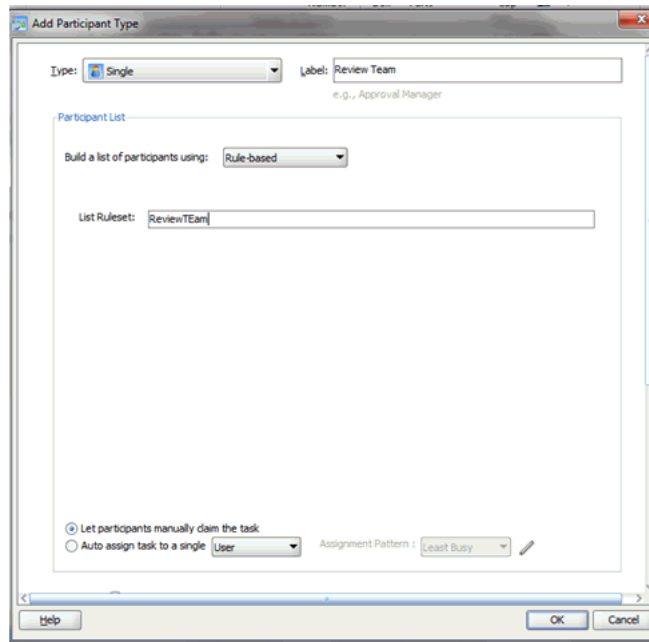 Add Participant Type
Type: Single Label: Review Team
e.g., Approval Manager
Participant List
Build a list of participants using: Rule-based
List Ruleset: ReviewTEam
Let participants manually claim the task
Auto assign task to a single User Assignment Pattern : Least Busy
Help OK Cancel